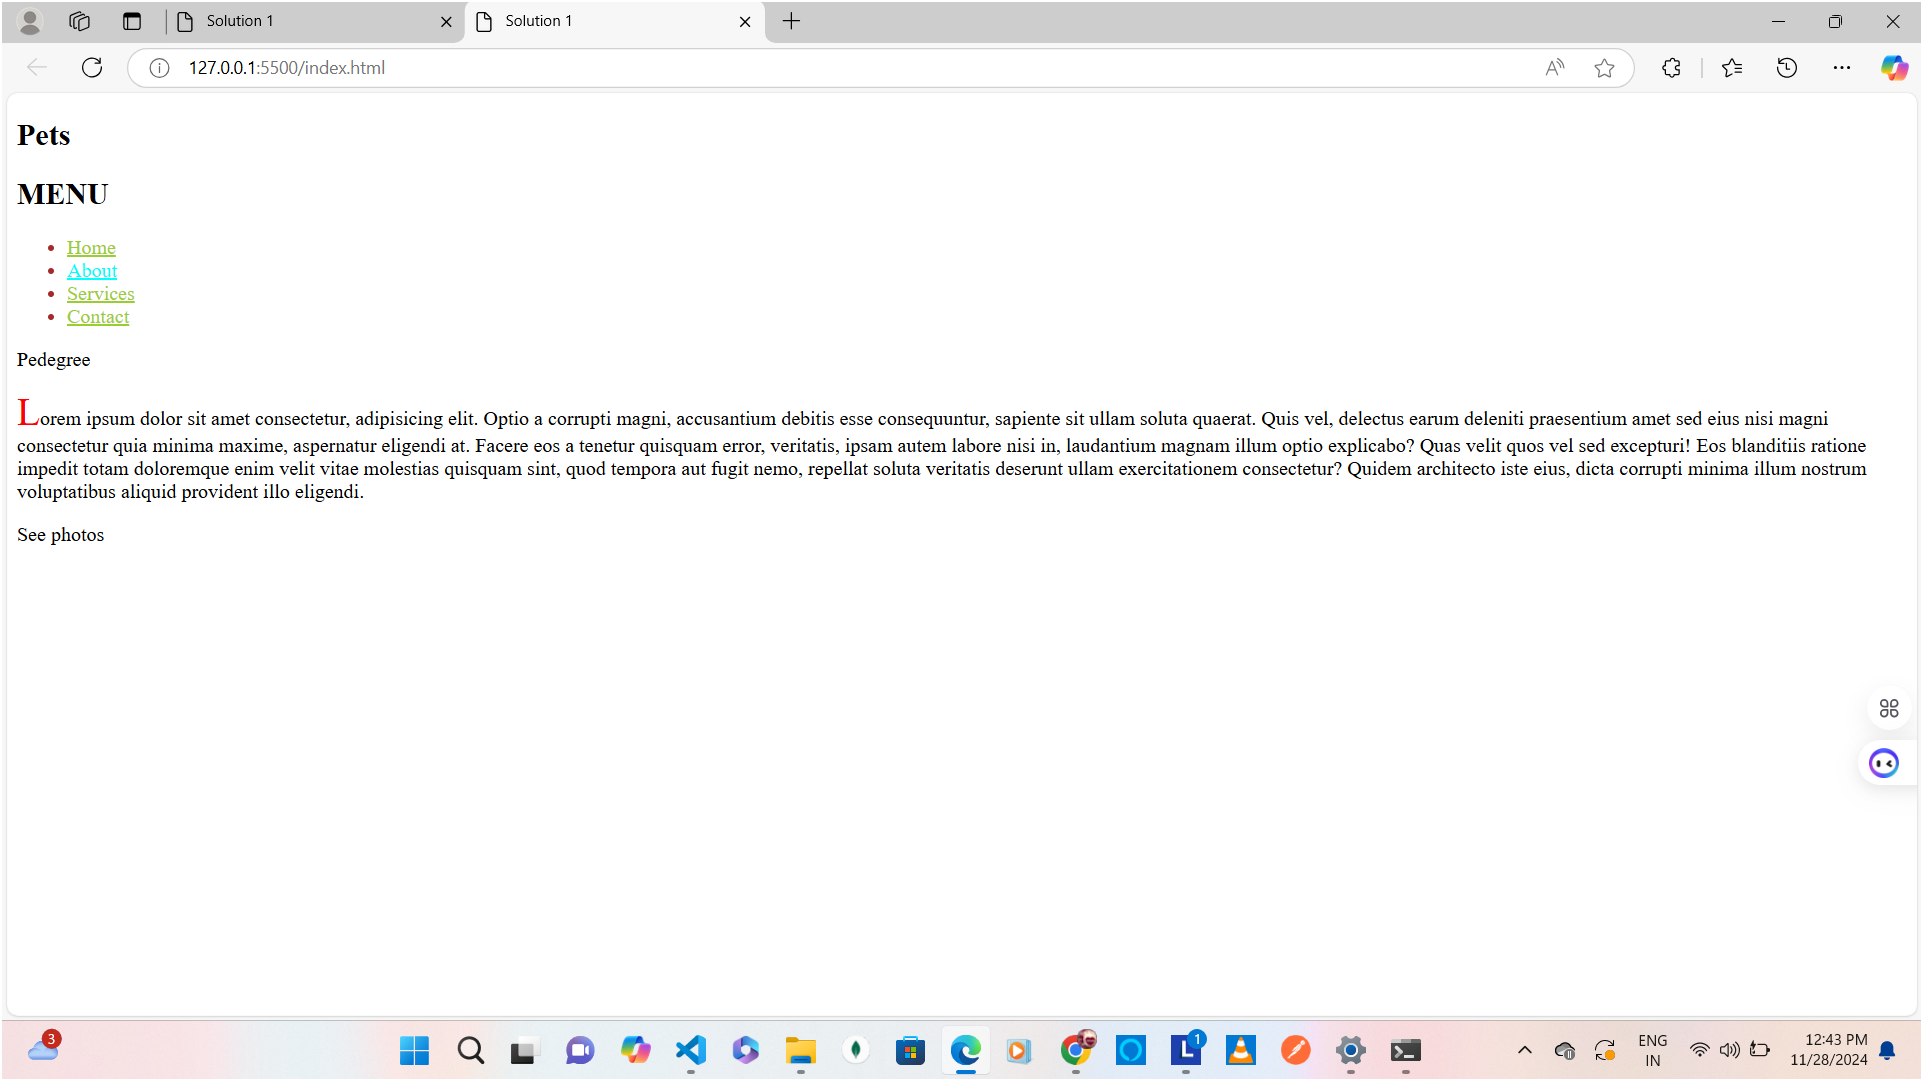 Solution 1
Solution 1
127.0.0.1:5500/index.html
Pets
MENU
Home
About
Services
Contact
Pedegree
Lorem ipsum dolor sit amet consectetur, adipisicing elit. Optio a corrupti magni, accusantium debitis esse consequuntur, sapiente sit ullam soluta quaerat. Quis vel, delectus earum deleniti praesentium amet sed eius nisi magni
consectetur quia minima maxime, aspernatur eligendi at. Facere eos a tenetur quisquam error, veritatis, ipsam autem labore nisi in, laudantium magnam illum optio explicabo? Quas velit quos vel sed excepturi! Eos blanditiis ratione
impedit totam doloremque enim velit vitae molestias quisquam sint, quod tempora aut fugit nemo, repellat soluta veritatis deserunt ullam exercitationem consectetur? Quidem architecto iste eius, dicta corrupti minima illum nostrum
voluptatibus aliquid provident illo eligendi.
See photos
3
L
1
ENG
IN
12:43 PM
11/28/2024